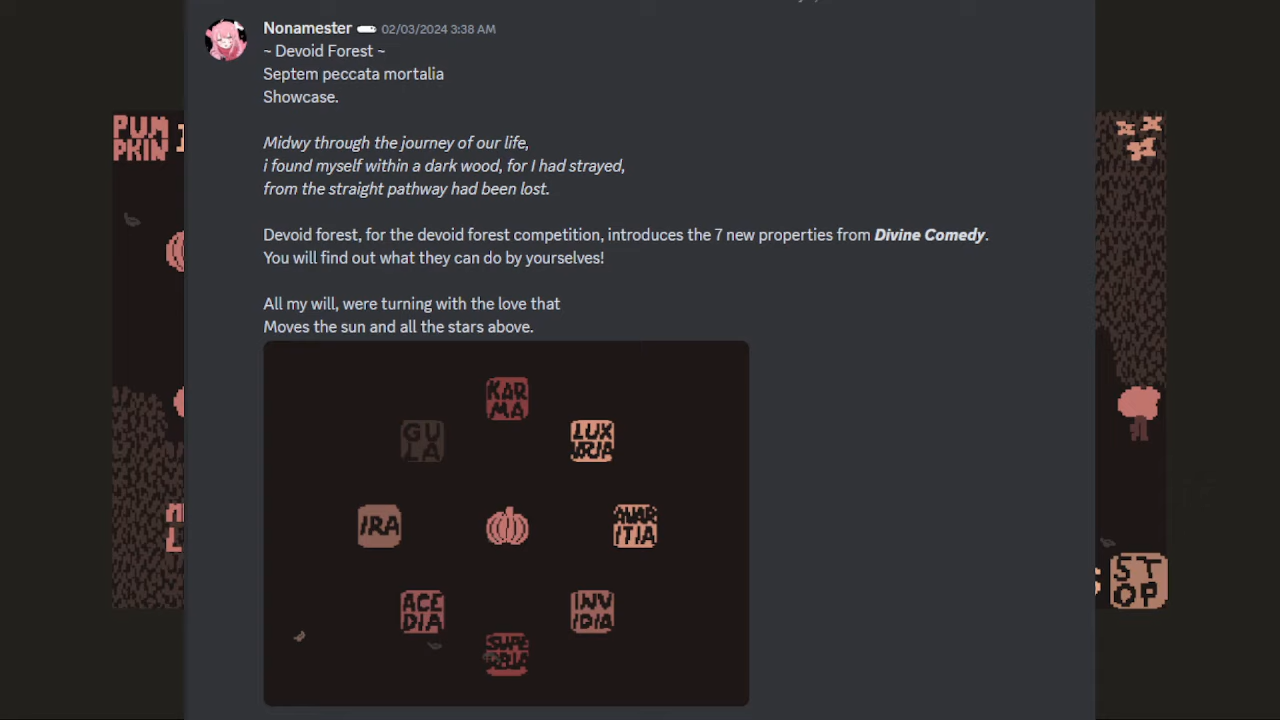 Nonamester 02/03/2024 3:38 AM
~ Devoid Forest ~
Septem peccata mortalia
Showcase.
Midwy through the journey of our life,
i found myself within a dark wood, for I had strayed,
from the straight pathway had been lost.
Devoid forest, for the devoid forest competition, introduces the 7 new properties from Divine Comedy.
You will find out what they can do by yourselves!
All my will, were turning with the love that
Moves the sun and all the stars above.
PUM
PKIN
KAR
MA
GU
LA
LUX
URIA
IRA
AVAR
ITIA
ACE
DIA
INV
IDIA
SUPE
RBIA
ST
OP